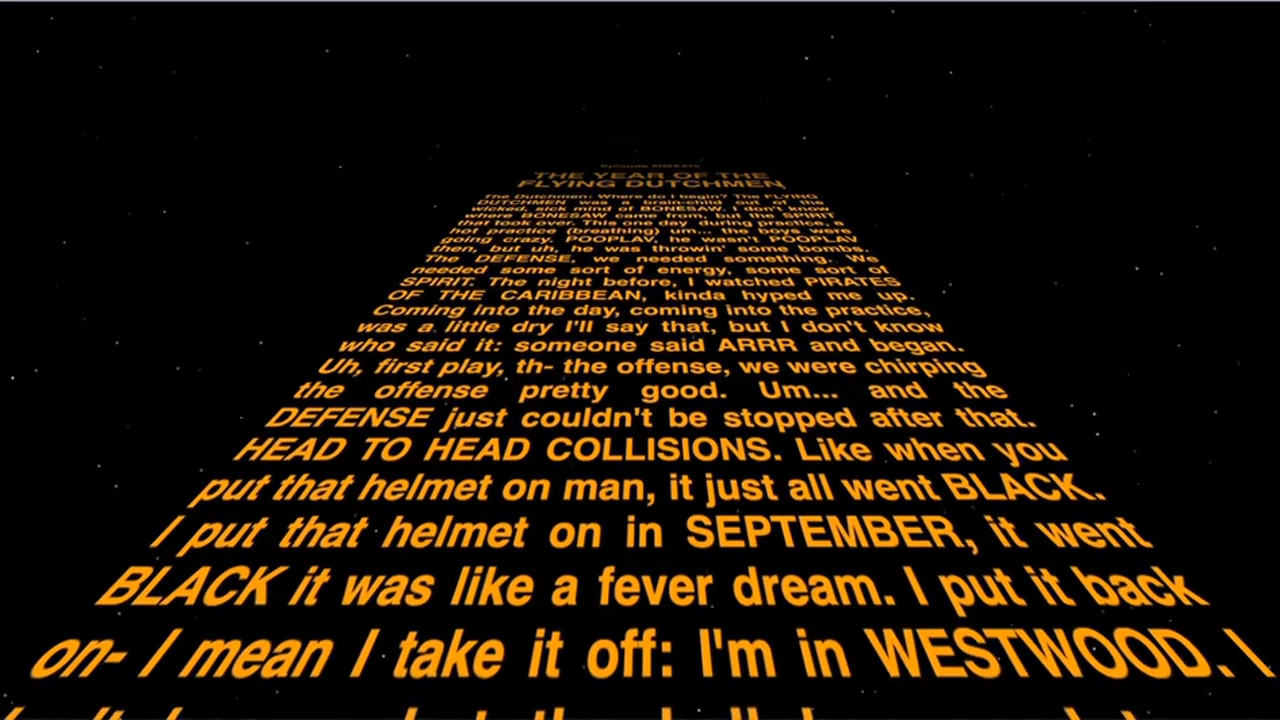 Episode MMXXIV
THE YEAR OF THE
FLYING DUTCHMEN
The Dutchmen: Where do I begin? The FLYING
DUTCHMEN was a brain-child out of the
wicked, sick mind of BONESAW. I don't know
where BONESAW came from, but the SPIRIT
that took over. This one day during practice, a
hot practice (breathing) um... the boys were
going crazy. POOPLAV, he wasn't POOPLAV
then, but uh, he was throwin' some bombs.
The DEFENSE, we needed something. We
needed some sort of energy, some sort of
SPIRIT. The night before, I watched PIRATES
OF THE CARIBBEAN, kinda hyped me up.
Coming into the day, coming into the practice,
was a little dry I'll say that, but I don't know
who said it: someone said ARRR and began.
Uh, first play, th- the offense, we were chirping
the offense pretty good. Um... and the
DEFENSE just couldn't be stopped after that.
HEAD TO HEAD COLLISIONS. Like when you
put that helmet on man, it just all went BLACK.
I put that helmet on in SEPTEMBER, it went
BLACK it was like a fever dream. I put it back
on- I mean I take it off: I'm in WESTWOOD. I